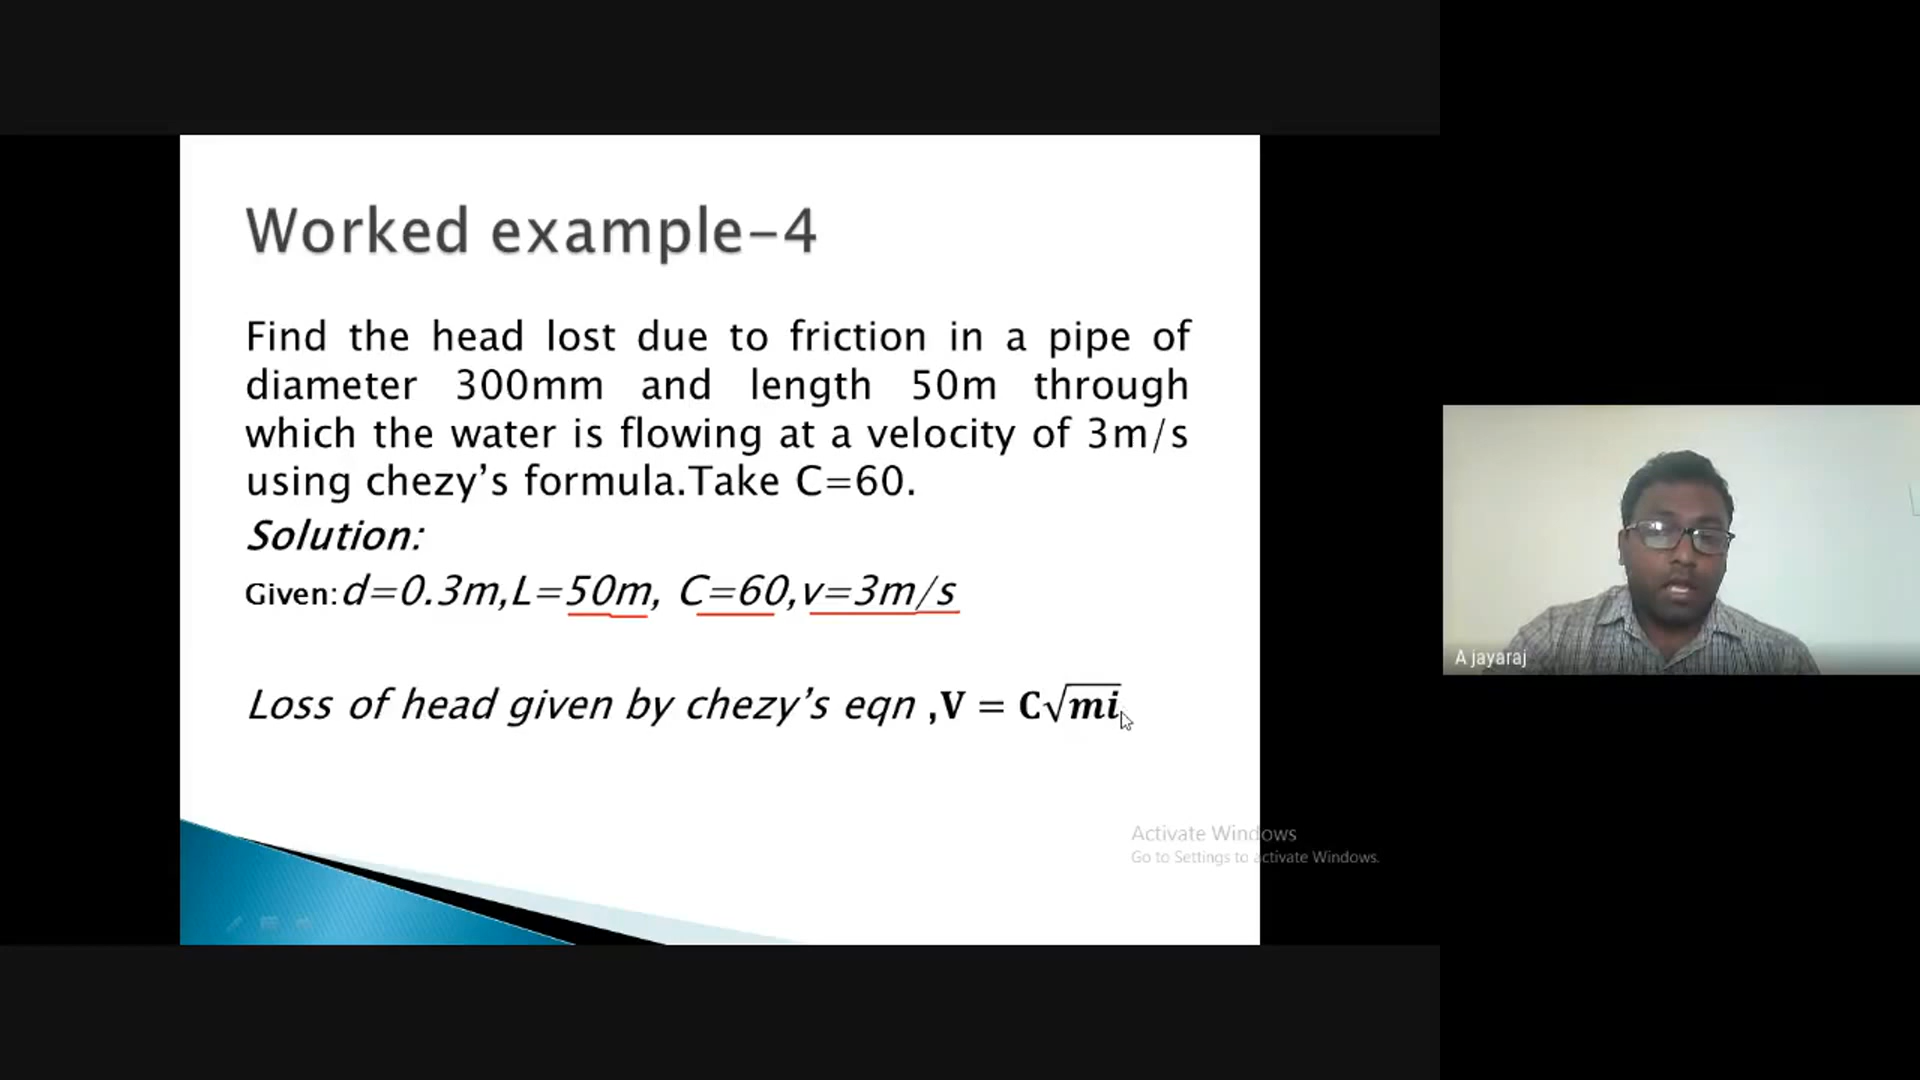 Worked example-4
Find the head lost due to friction in a pipe of
diameter 300mm and length 50m through
which the water is flowing at a velocity of 3m/s
using chezy’s formula.Take C=60.
Solution:
Given:d=0.3m,L=50m, C=60,v=3m/s
Loss of head given by chezy’s eqn ,V = C√mi
A jayaraj
Activate Windows
Go to Settings to activate Windows.